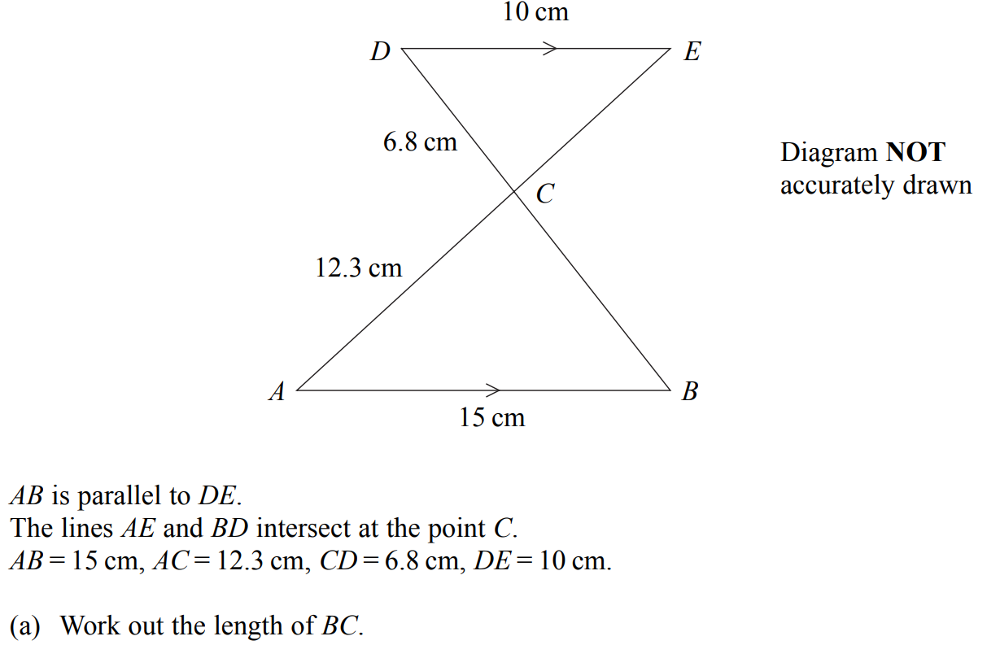 10 cm
D
E
6.8 cm
Diagram NOT
accurately drawn
C
12.3 cm
A
B
15 cm
AB is parallel to DE.
The lines AE and BD intersect at the point C.
AB = 15 cm, AC = 12.3 cm, CD = 6.8 cm, DE = 10 cm.
(a) Work out the length of BC.